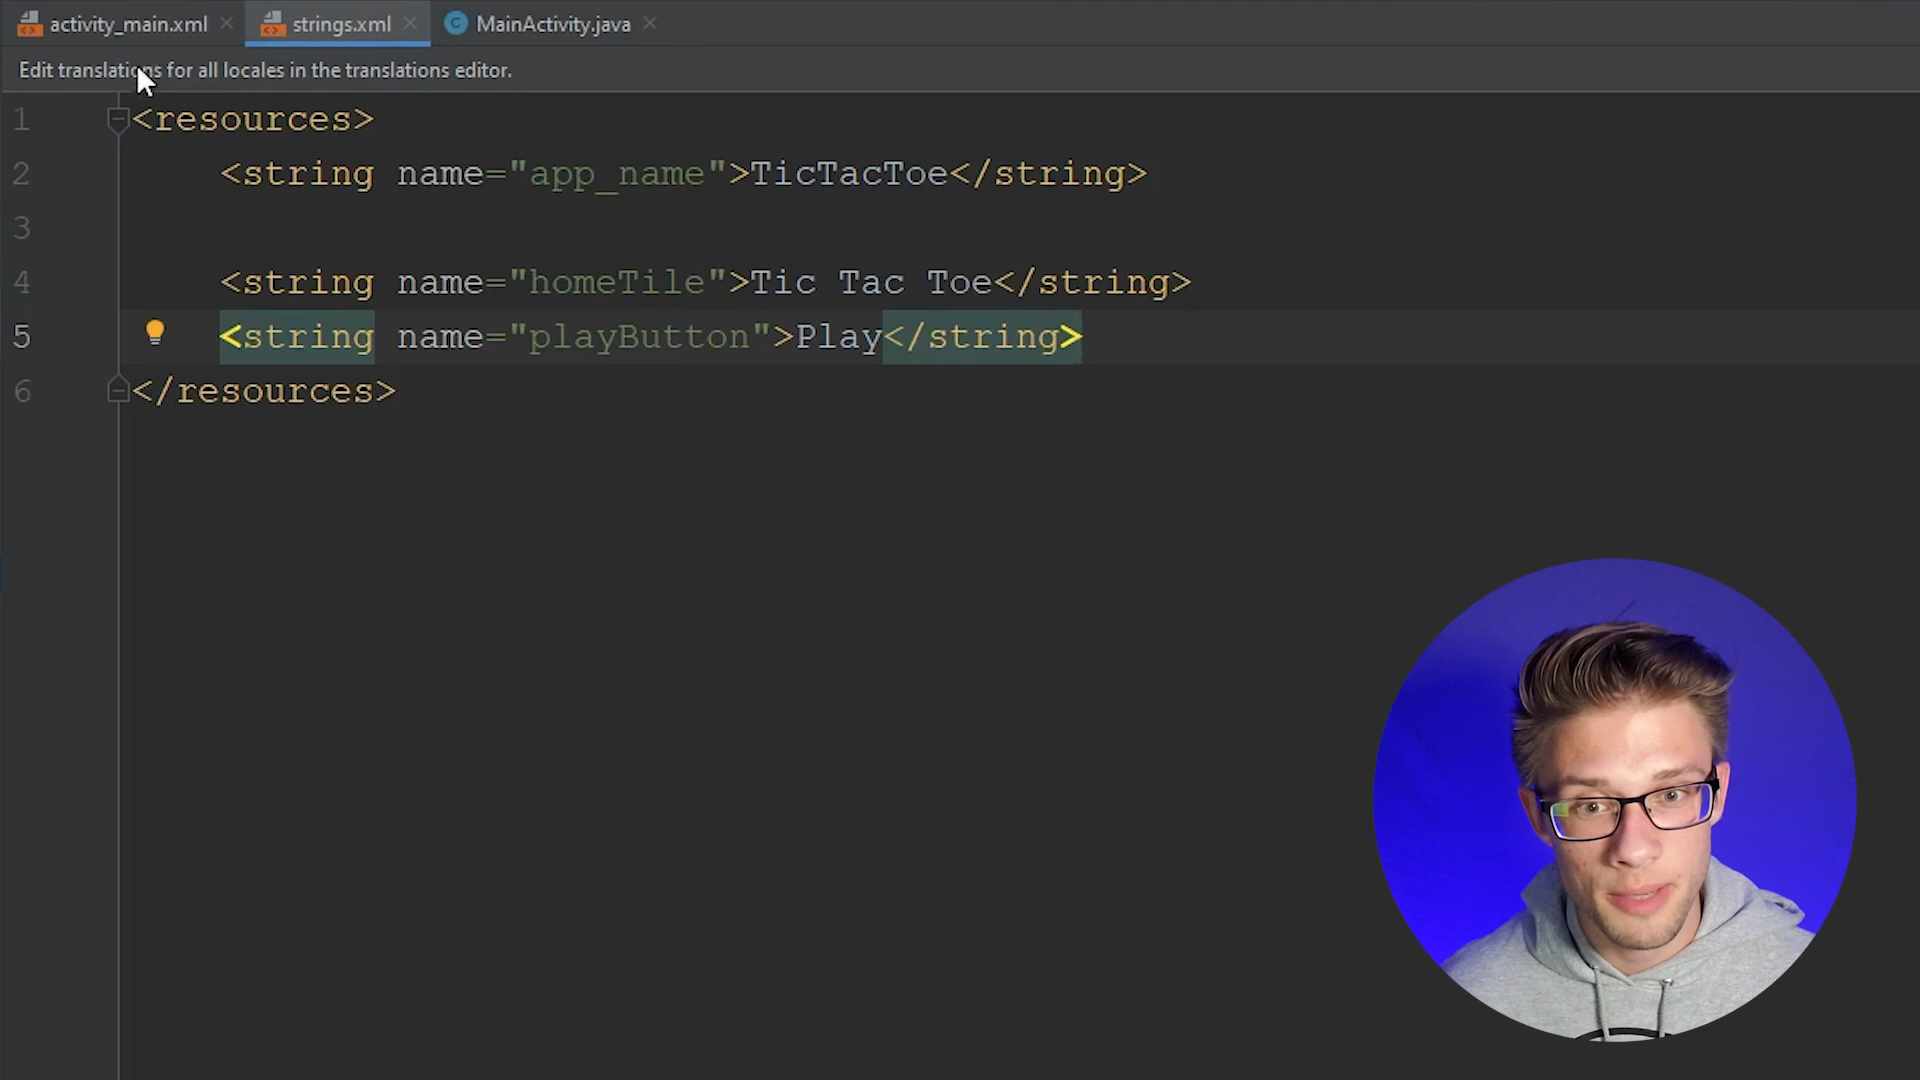 activity_main.xml strings.xml MainActivity.java
Edit translations for all locales in the translations editor.
1 <resources>
2 <string name="app_name">TicTacToe</string>
3
4 <string name="homeTile">Tic Tac Toe</string>
5 <string name="playButton">Play</string>
6 </resources>